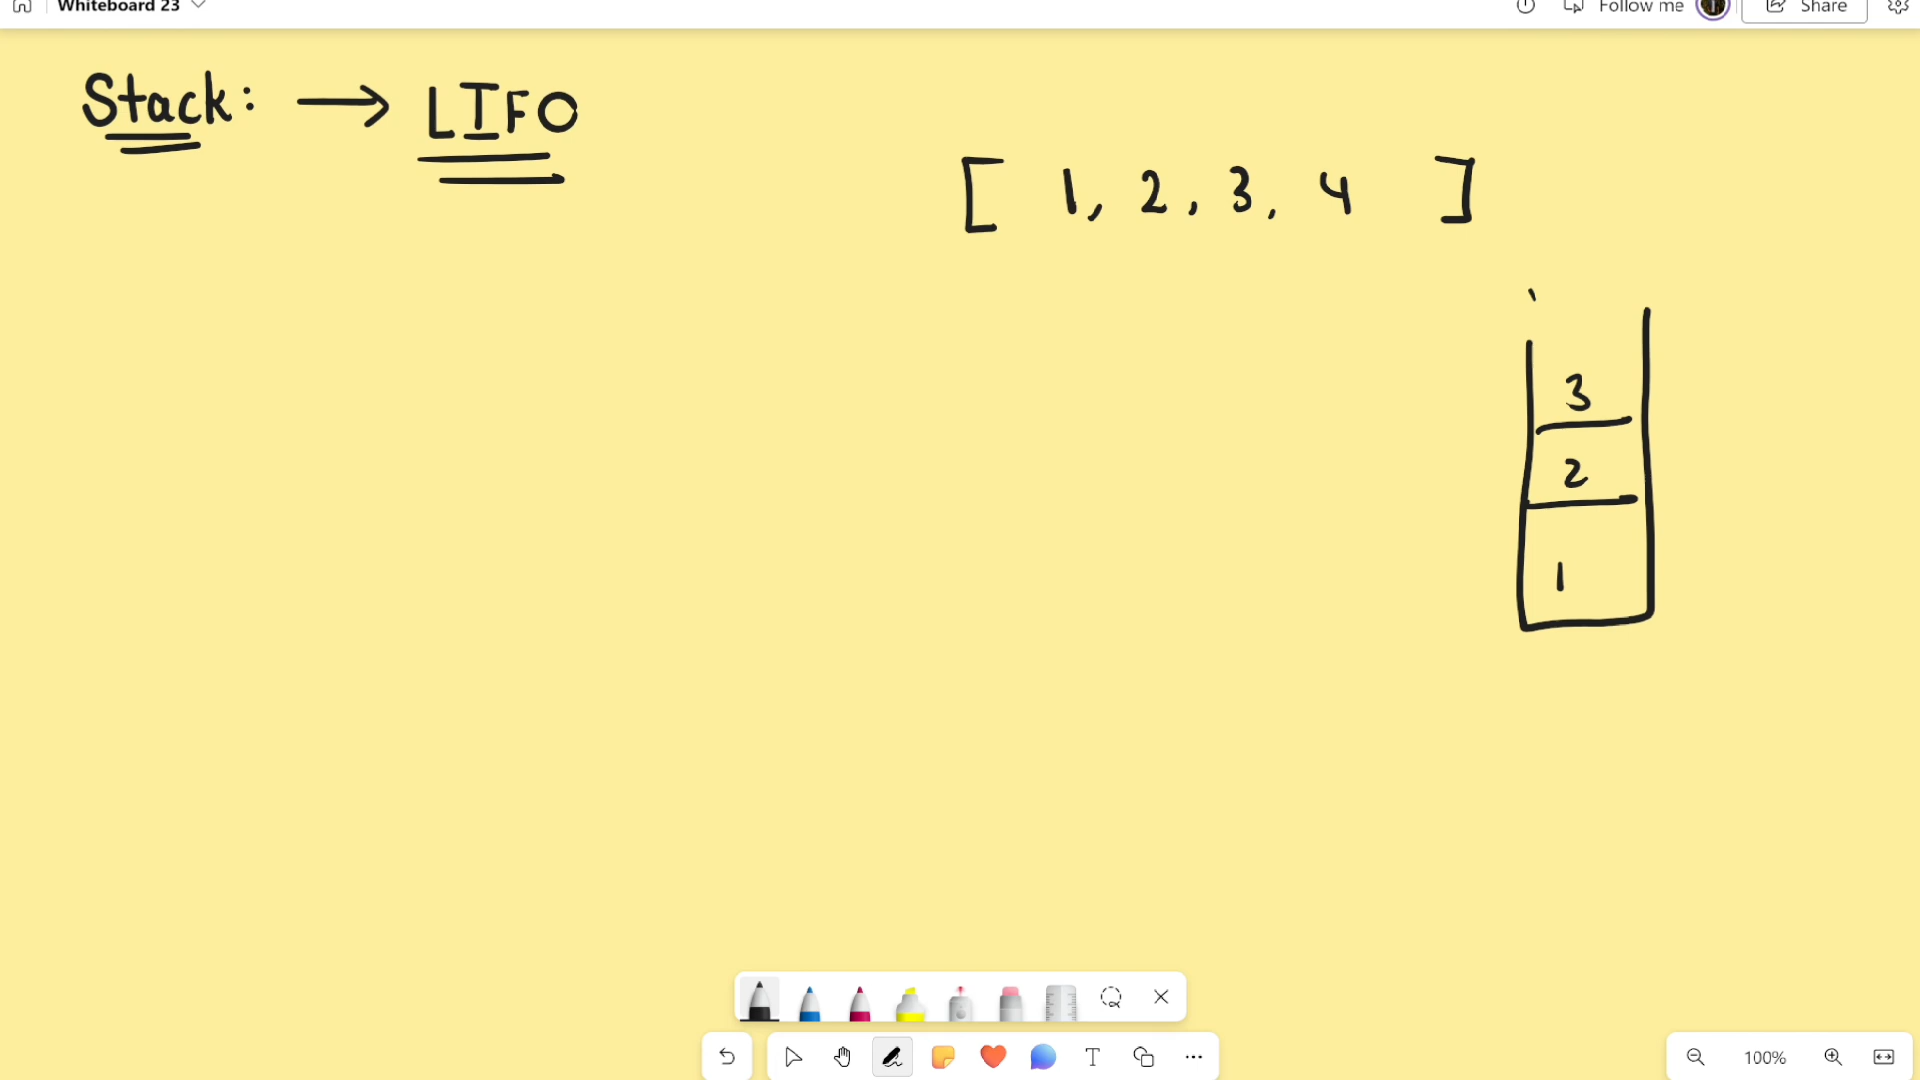 Whiteboard 23
Follow me
Share
Stack: → LIFO
[ 1, 2, 3, 4 ]
3
2
1
T
100%